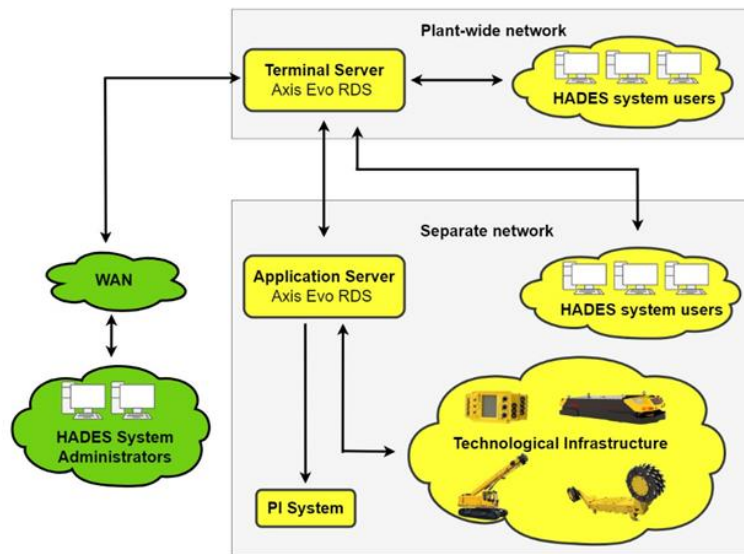 Plant-wide network
Terminal Server
Axis Evo RDS
HADES system users
Separate network
WAN
Application Server
Axis Evo RDS
HADES system users
HADES System
Administrators
Technological Infrastructure
PI System